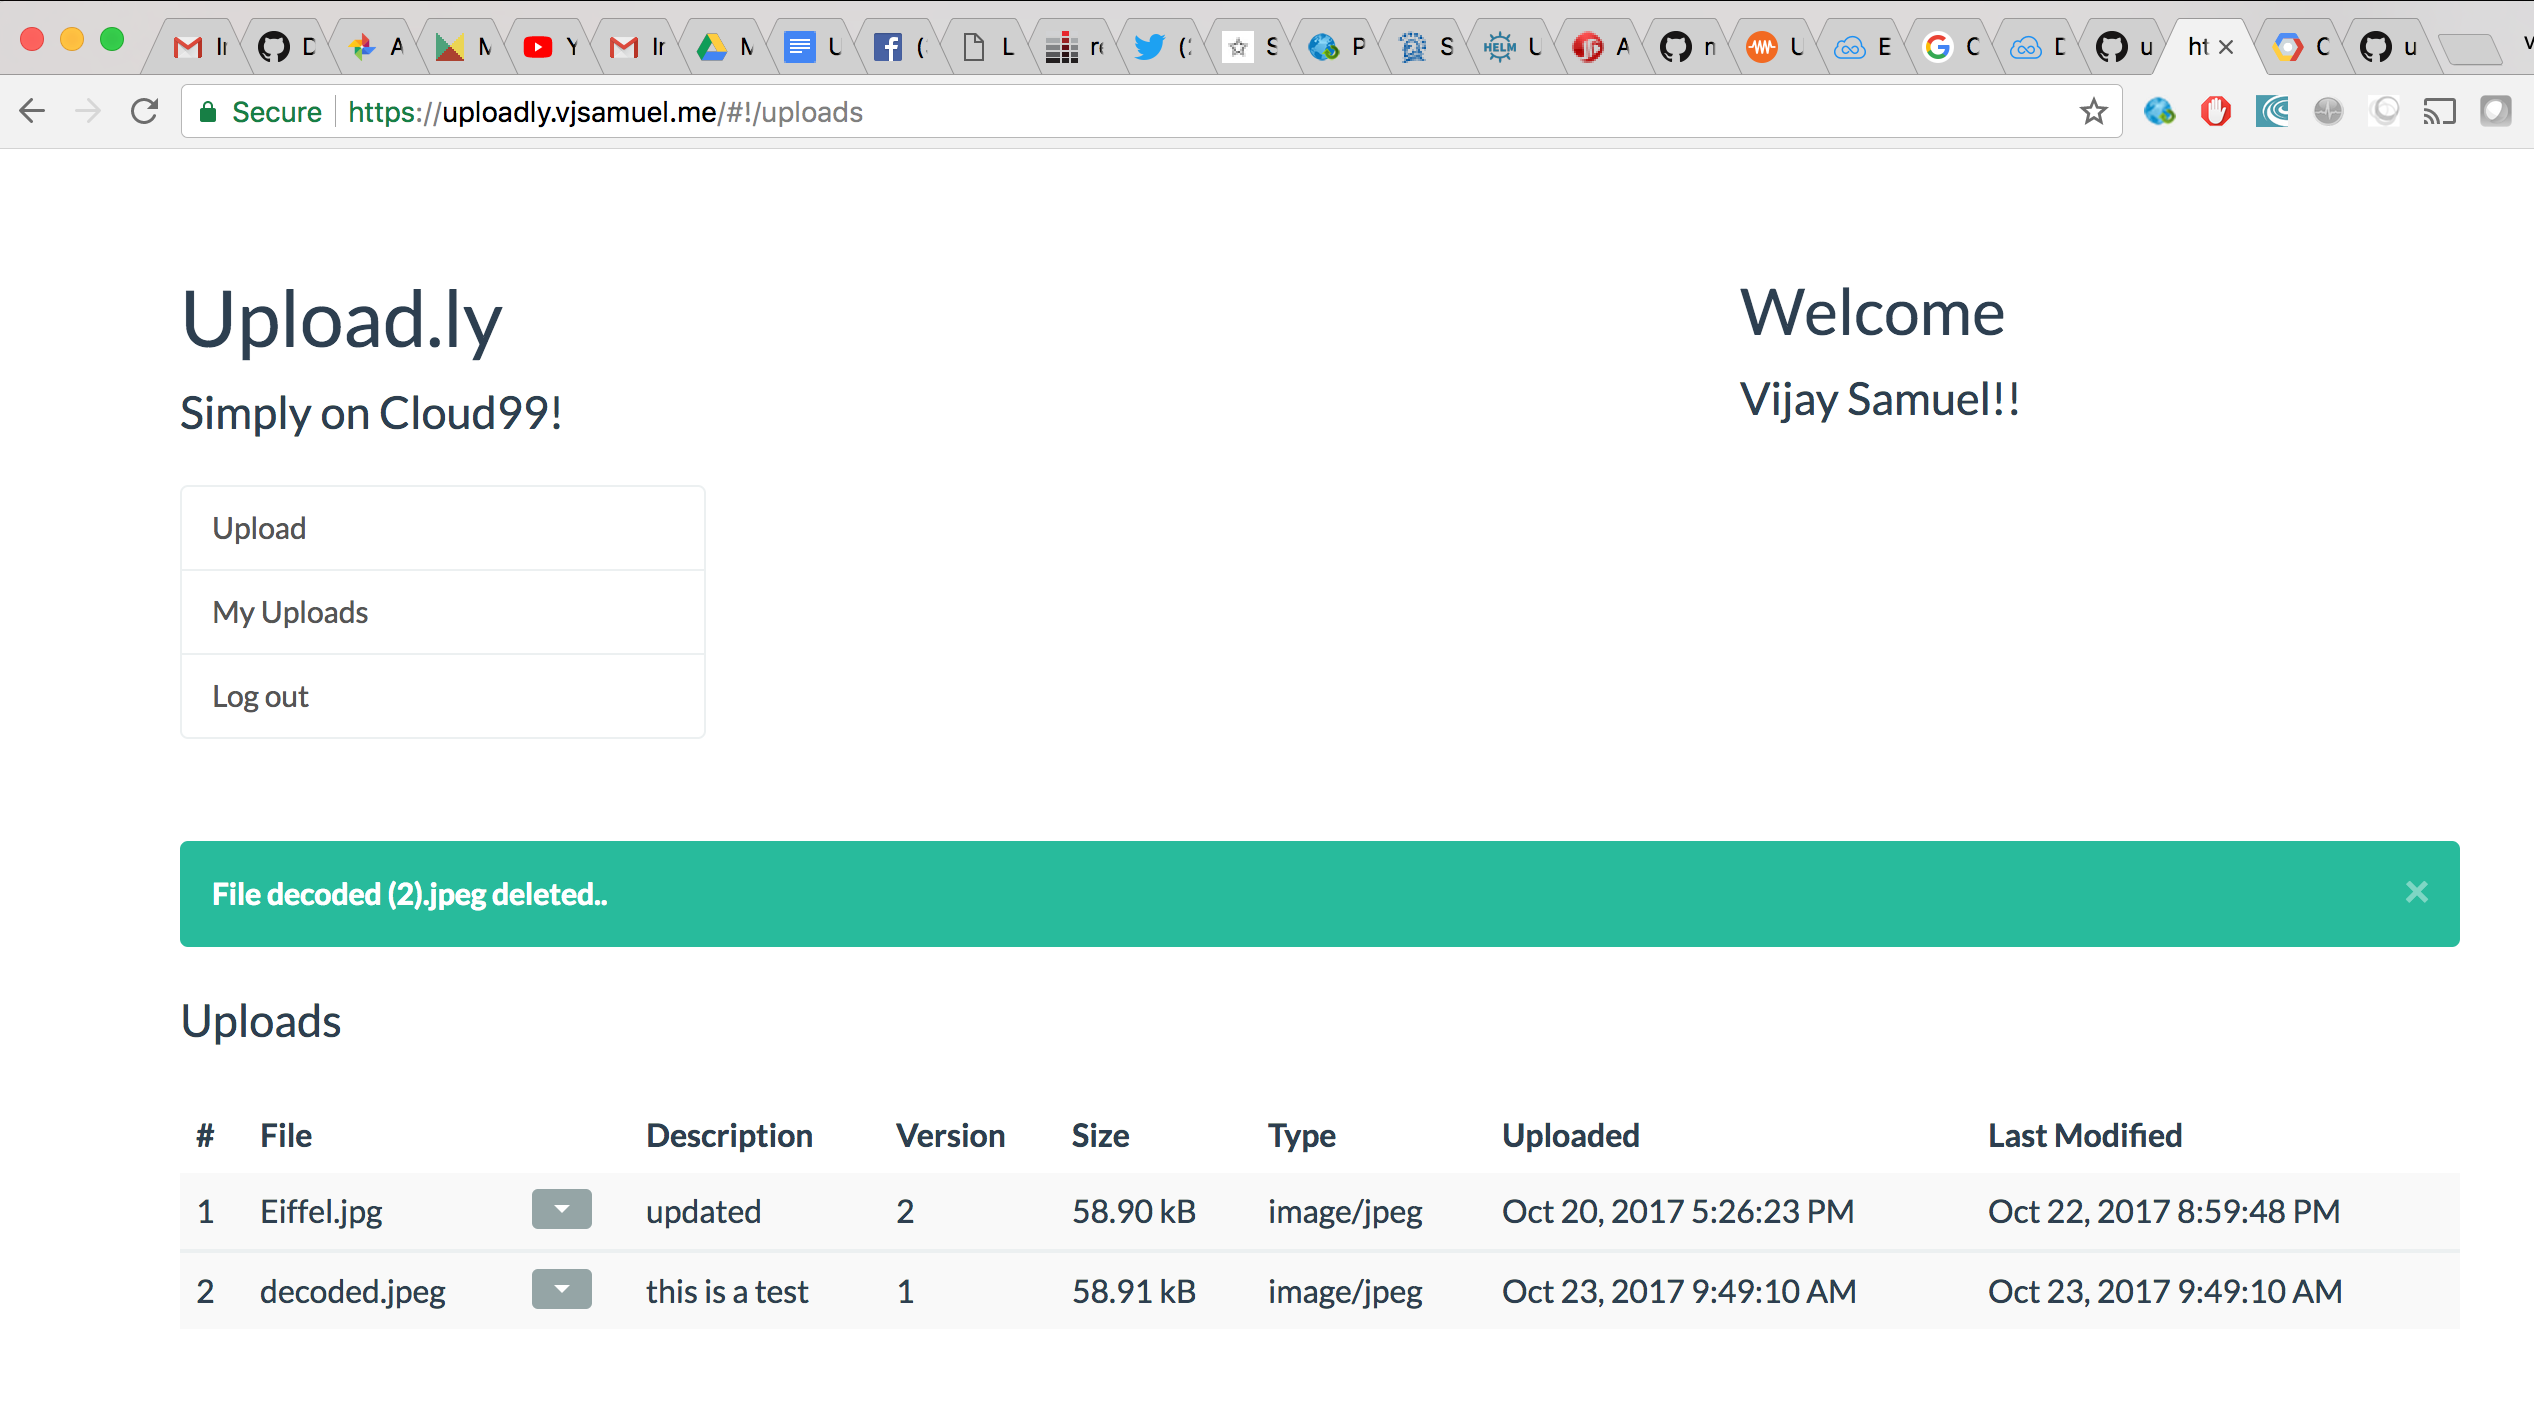 Secure https://uploadly.vjsamuel.me/#!/uploads
Upload.ly
Simply on Cloud99!
Welcome
Vijay Samuel!!
Upload
My Uploads
Log out
File decoded (2).jpeg deleted..
Uploads
# File Description Version Size Type Uploaded Last Modified
1 Eiffel.jpg updated 2 58.90 kB image/jpeg Oct 20, 2017 5:26:23 PM Oct 22, 2017 8:59:48 PM
2 decoded.jpeg this is a test 1 58.91 kB image/jpeg Oct 23, 2017 9:49:10 AM Oct 23, 2017 9:49:10 AM